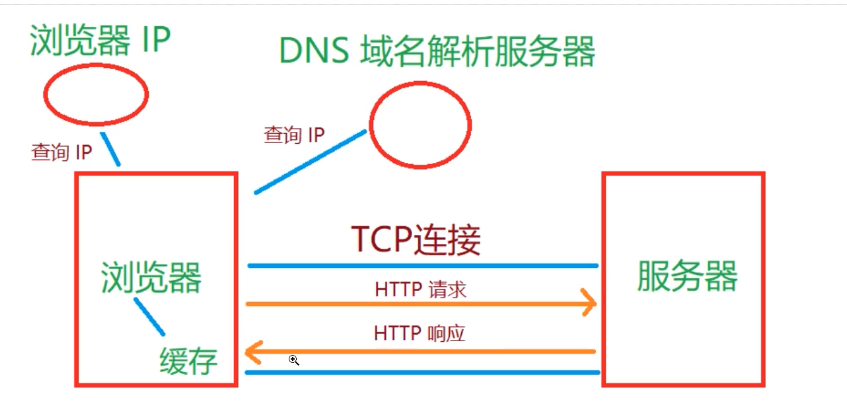 浏览器 IP
DNS 域名解析服务器
查询 IP
查询 IP
TCP连接
HTTP 请求
浏览器
服务器
HTTP 响应
缓存